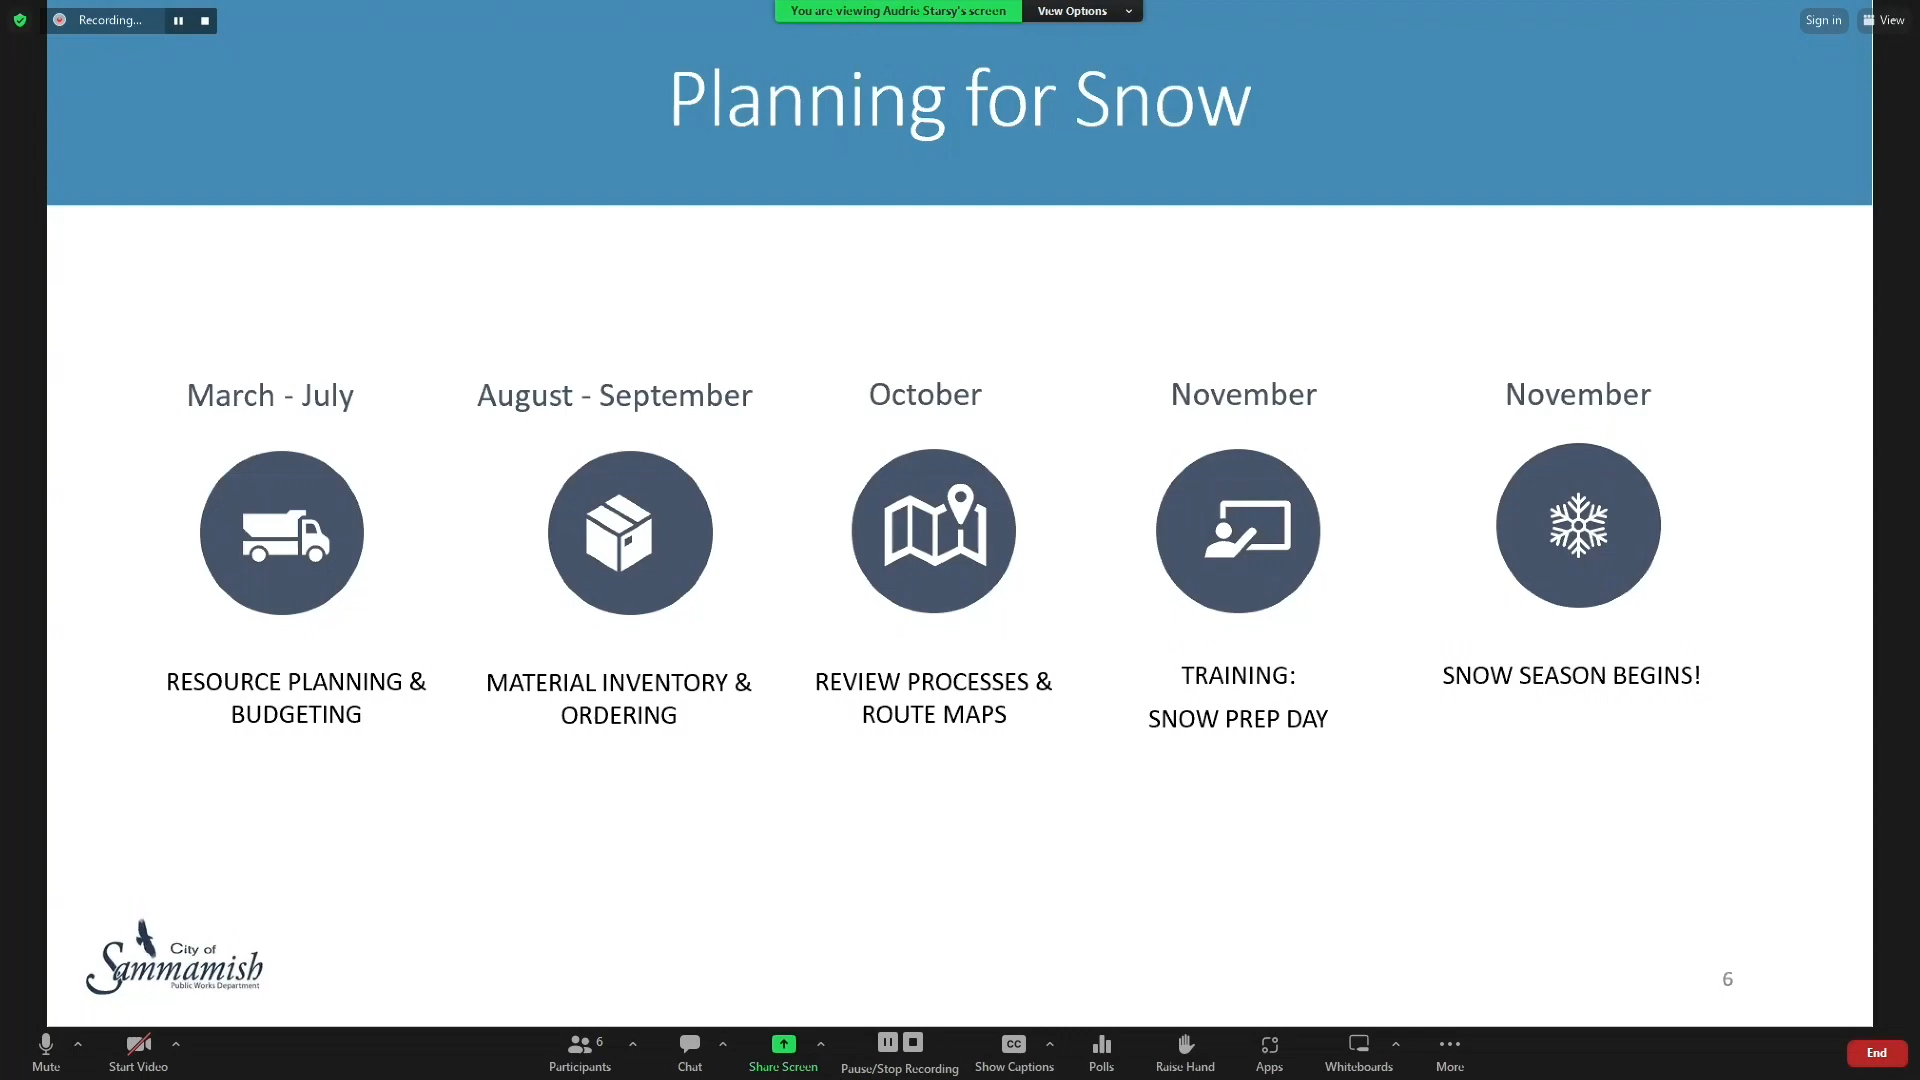 Recording...
You are viewing Audrie Starsy's screen
View Options
Sign in
View
Planning for Snow
March - July
August - September
October
November
November
RESOURCE PLANNING &
BUDGETING
MATERIAL INVENTORY &
ORDERING
REVIEW PROCESSES &
ROUTE MAPS
TRAINING:
SNOW PREP DAY
SNOW SEASON BEGINS!
City of
Sammamish
Public Works Department
6
Mute
Start Video
6
Participants
Chat
Share Screen
Pause/Stop Recording
CC
Show Captions
Polls
Raise Hand
Apps
Whiteboards
More
End